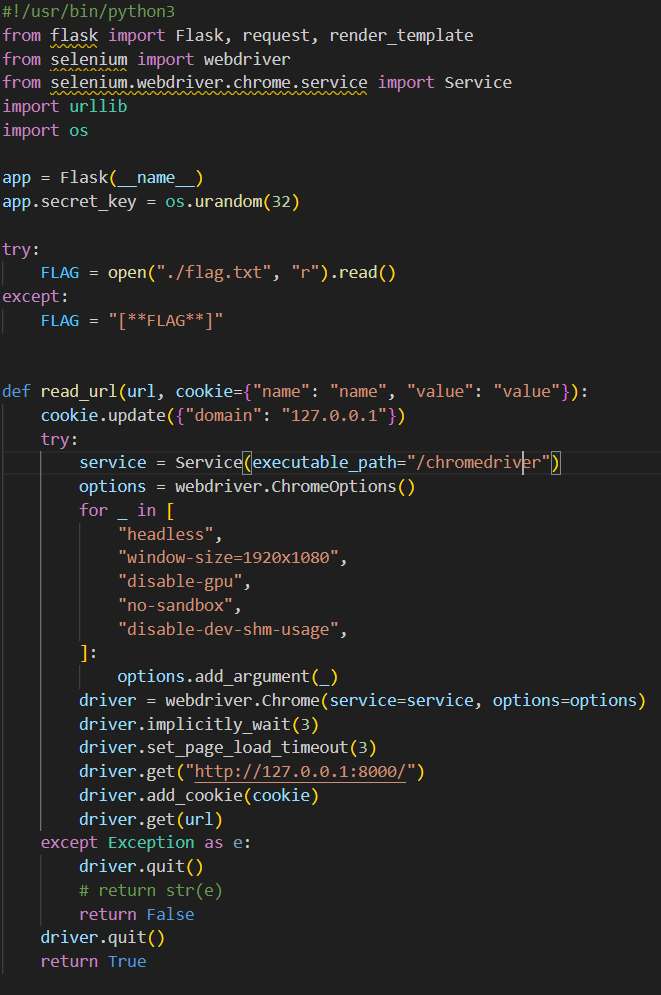 #!/usr/bin/python3
from flask import Flask, request, render_template
from selenium import webdriver
from selenium.webdriver.chrome.service import Service
import urllib
import os

app = Flask(__name__)
app.secret_key = os.urandom(32)

try:
    FLAG = open("./flag.txt", "r").read()
except:
    FLAG = "[**FLAG**]"


def read_url(url, cookie={"name": "name", "value": "value"}):
    cookie.update({"domain": "127.0.0.1"})
    try:
        service = Service(executable_path="/chromedriver")
        options = webdriver.ChromeOptions()
        for _ in [
            "headless",
            "window-size=1920x1080",
            "disable-gpu",
            "no-sandbox",
            "disable-dev-shm-usage",
        ]:
            options.add_argument(_)
        driver = webdriver.Chrome(service=service, options=options)
        driver.implicitly_wait(3)
        driver.set_page_load_timeout(3)
        driver.get("http://127.0.0.1:8000/")
        driver.add_cookie(cookie)
        driver.get(url)
    except Exception as e:
        driver.quit()
        # return str(e)
        return False
    driver.quit()
    return True